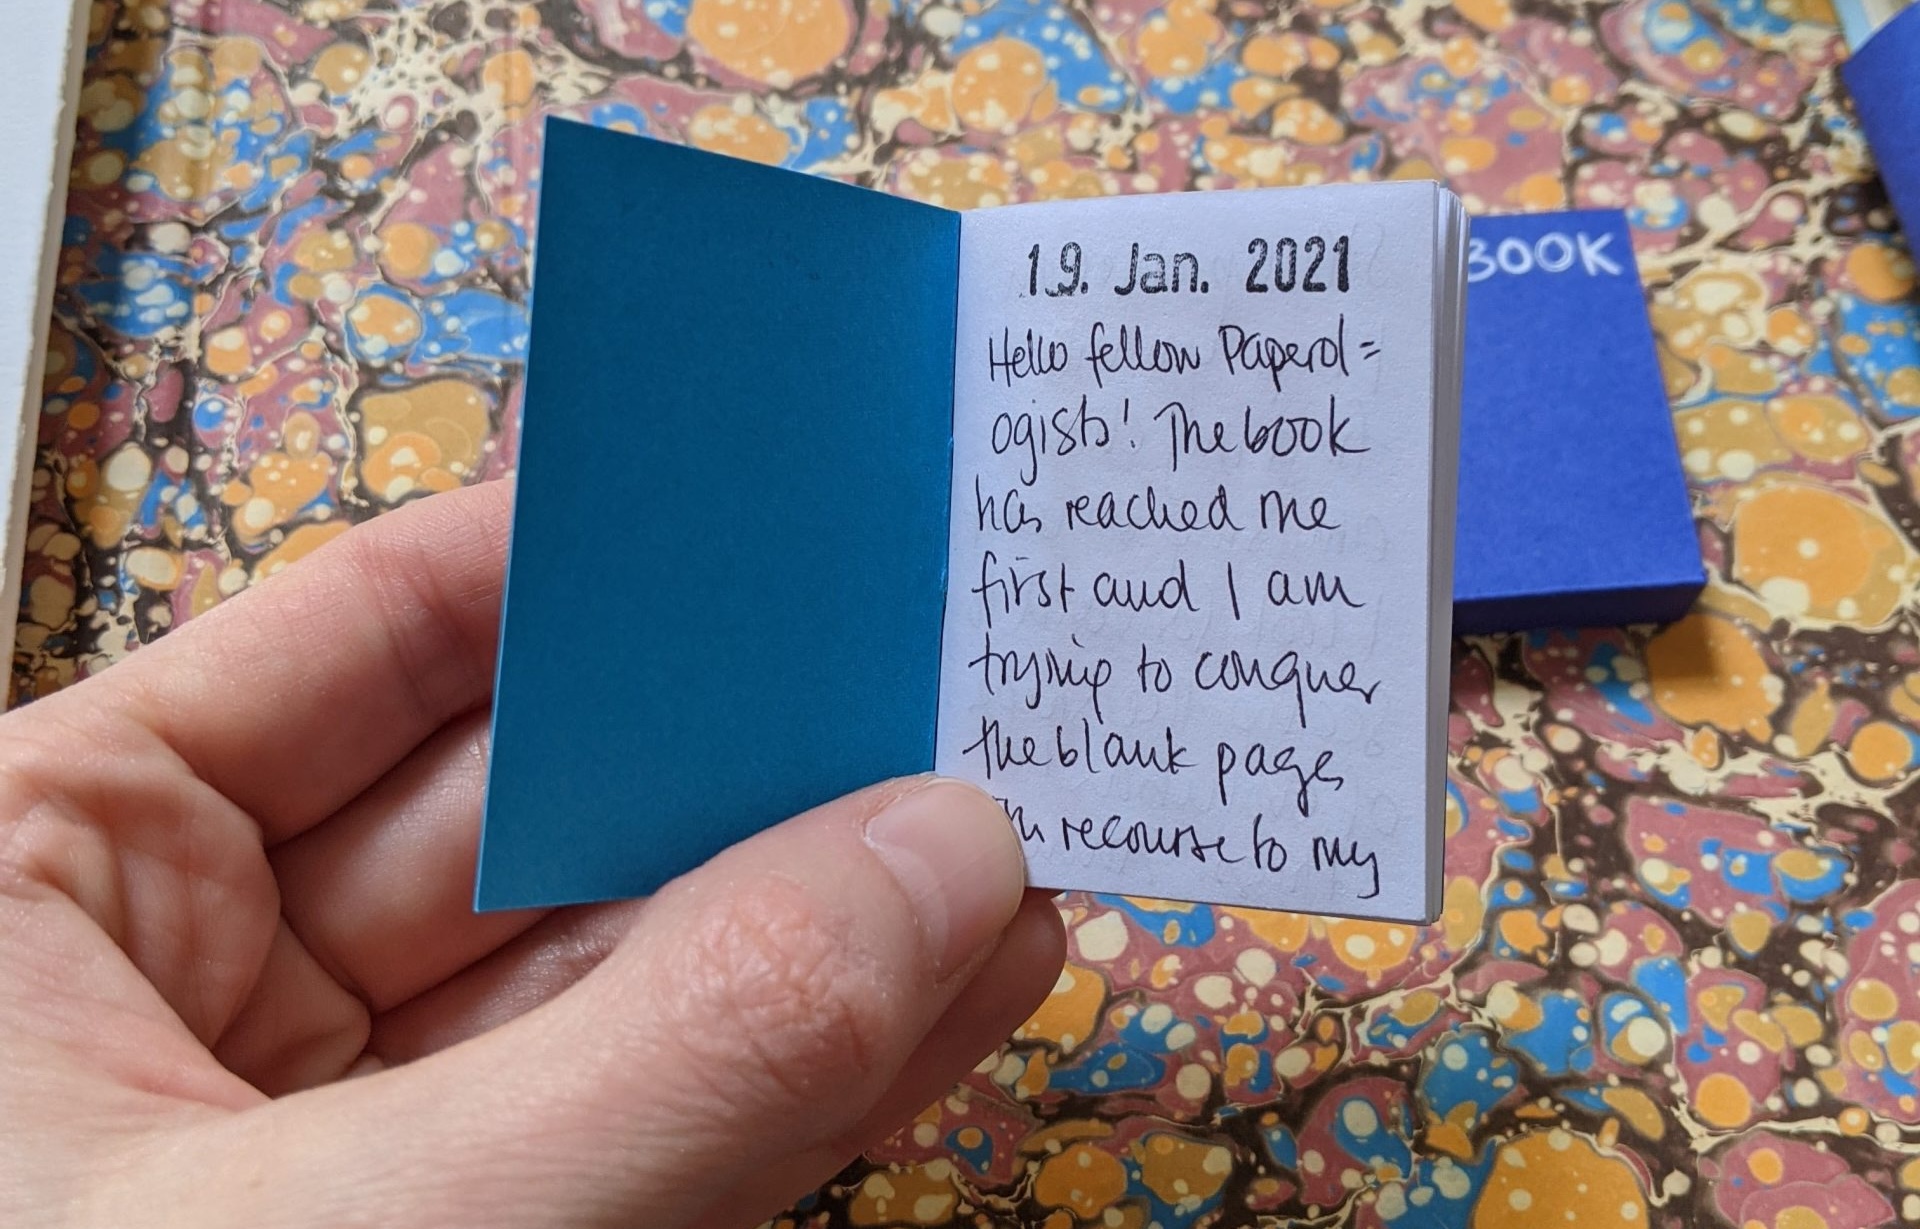 19. Jan. 2021
Hello fellow Paperol=
ogists! The book
has reached me
first and I am
trying to conquer
the blank pages
recourse to my
BOOK